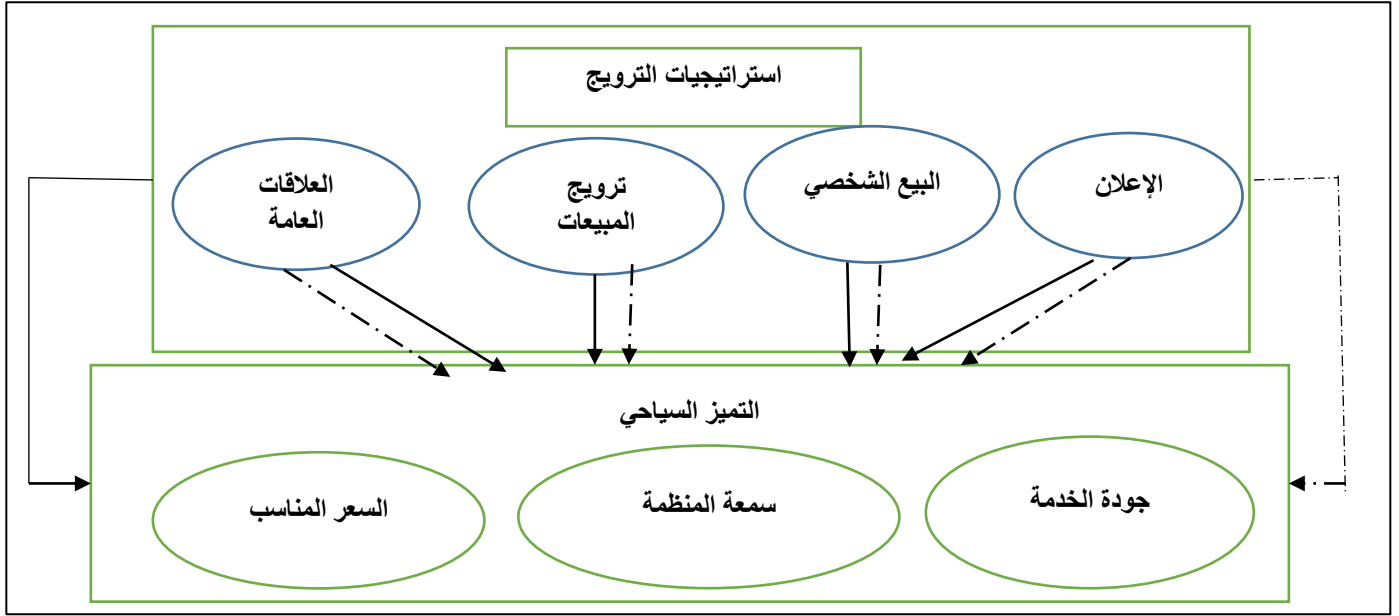 استراتيجيات الترويج
الإعلان
البيع الشخصي
ترويج
المبيعات
العلاقات
العامة
التميز السياحي
جودة الخدمة
سمعة المنظمة
السعر المناسب